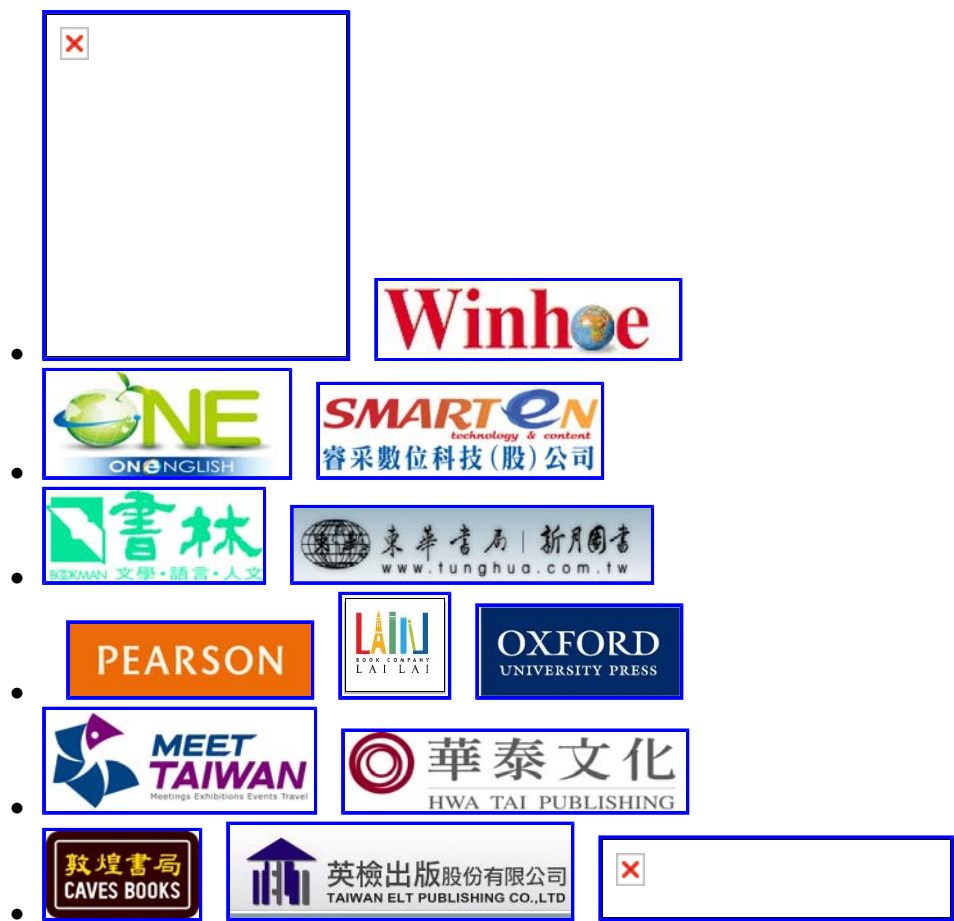 Winhoe
ONE
ONENGLISH
SMARTEN
technology & content
睿采數位科技(股)公司
書林
BOOKMAN 文學·語言·人文
東華書局 | 新月圖書
www.tunghua.com.tw
PEARSON
LAILAI
BOOK COMPANY
LAI LAI
OXFORD
UNIVERSITY PRESS
MEET
TAIWAN
Meetings Exhibitions Events Travel
華泰文化
HWA TAI PUBLISHING
敦煌書局
CAVES BOOKS
英檢出版股份有限公司
TAIWAN ELT PUBLISHING CO.,LTD